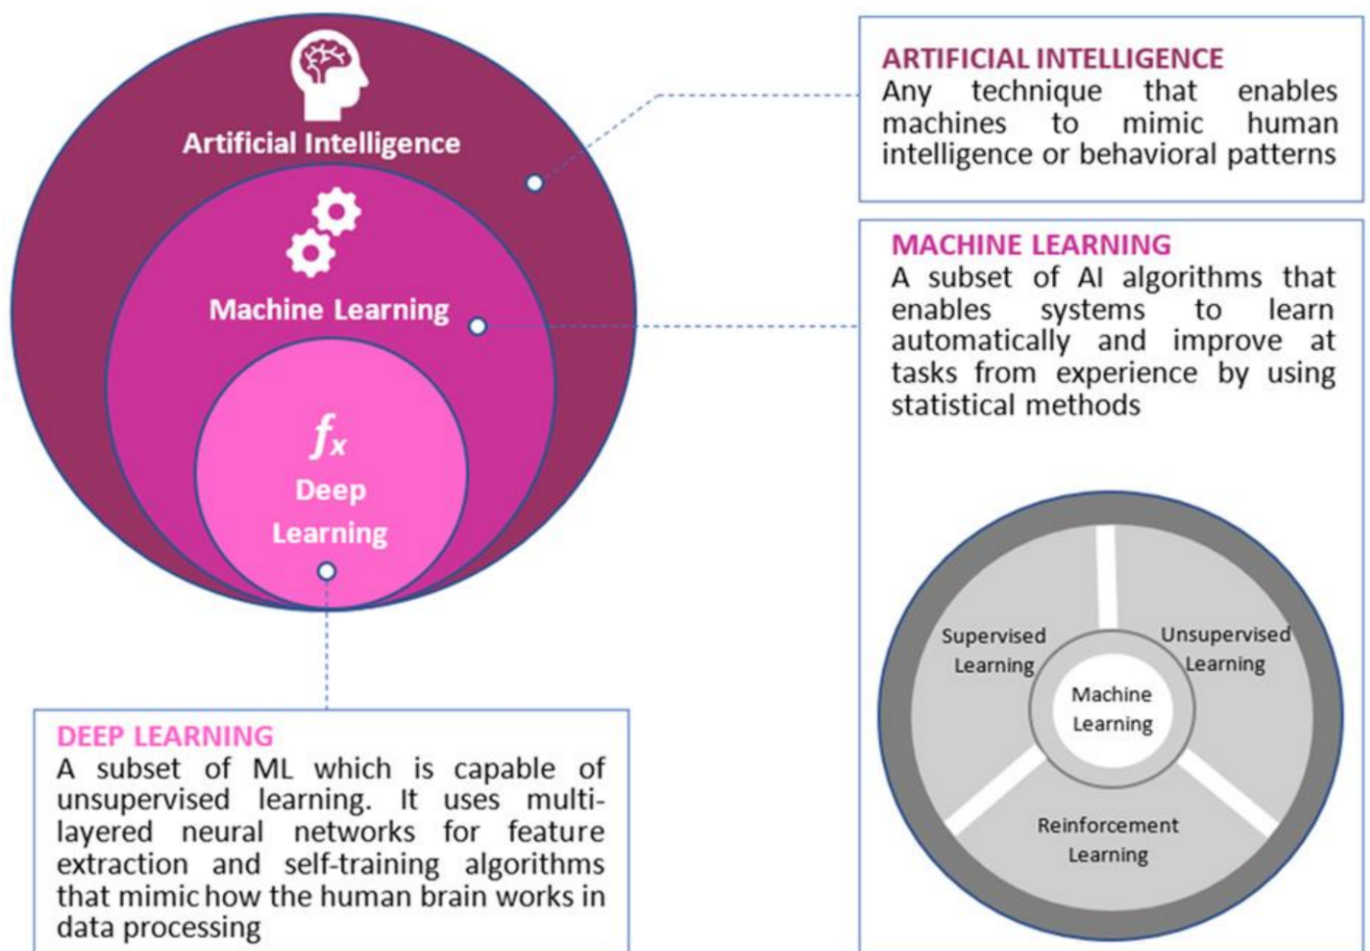 Artificial Intelligence
Machine Learning
fx
Deep
Learning
ARTIFICIAL INTELLIGENCE
Any technique that enables
machines to mimic human
intelligence or behavioral patterns
MACHINE LEARNING
A subset of AI algorithms that
enables systems to learn
automatically and improve at
tasks from experience by using
statistical methods
Supervised
Learning
Unsupervised
Learning
Machine
Learning
Reinforcement
Learning
DEEP LEARNING
A subset of ML which is capable of
unsupervised learning. It uses multi-
layered neural networks for feature
extraction and self-training algorithms
that mimic how the human brain works in
data processing